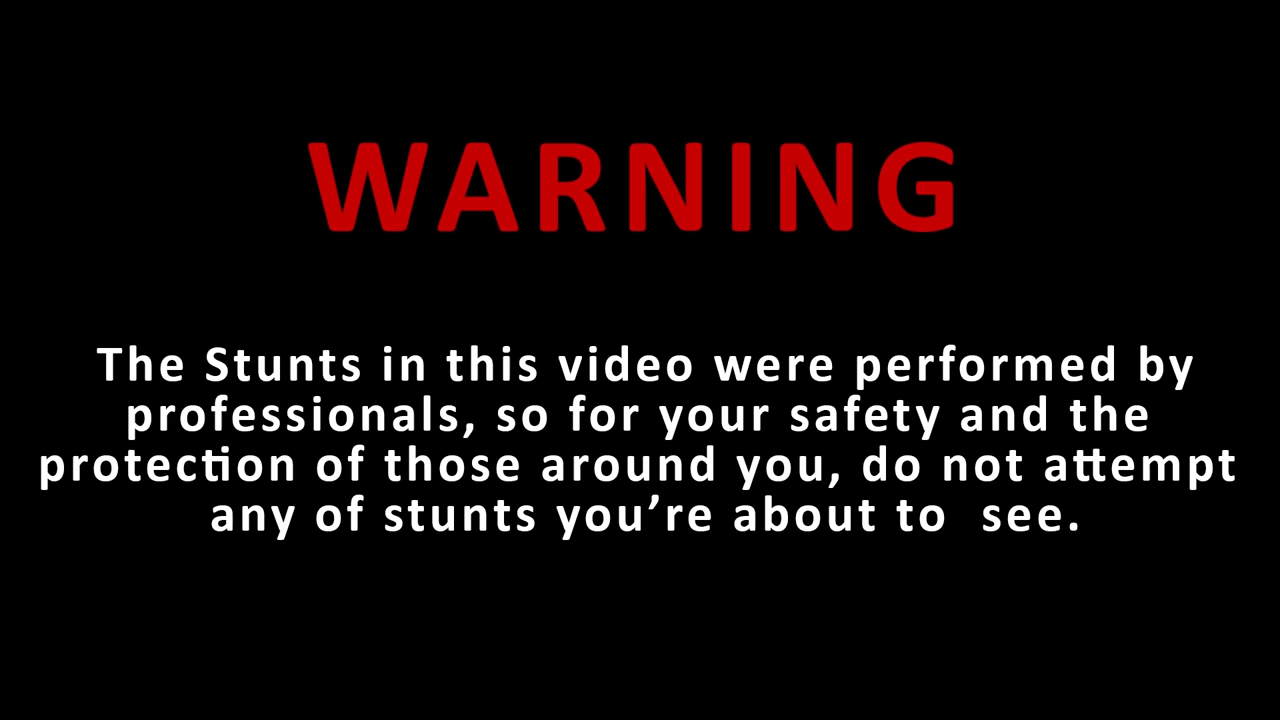 WARNING
The Stunts in this video were performed by
professionals, so for your safety and the
protection of those around you, do not attempt
any of stunts you’re about to  see.